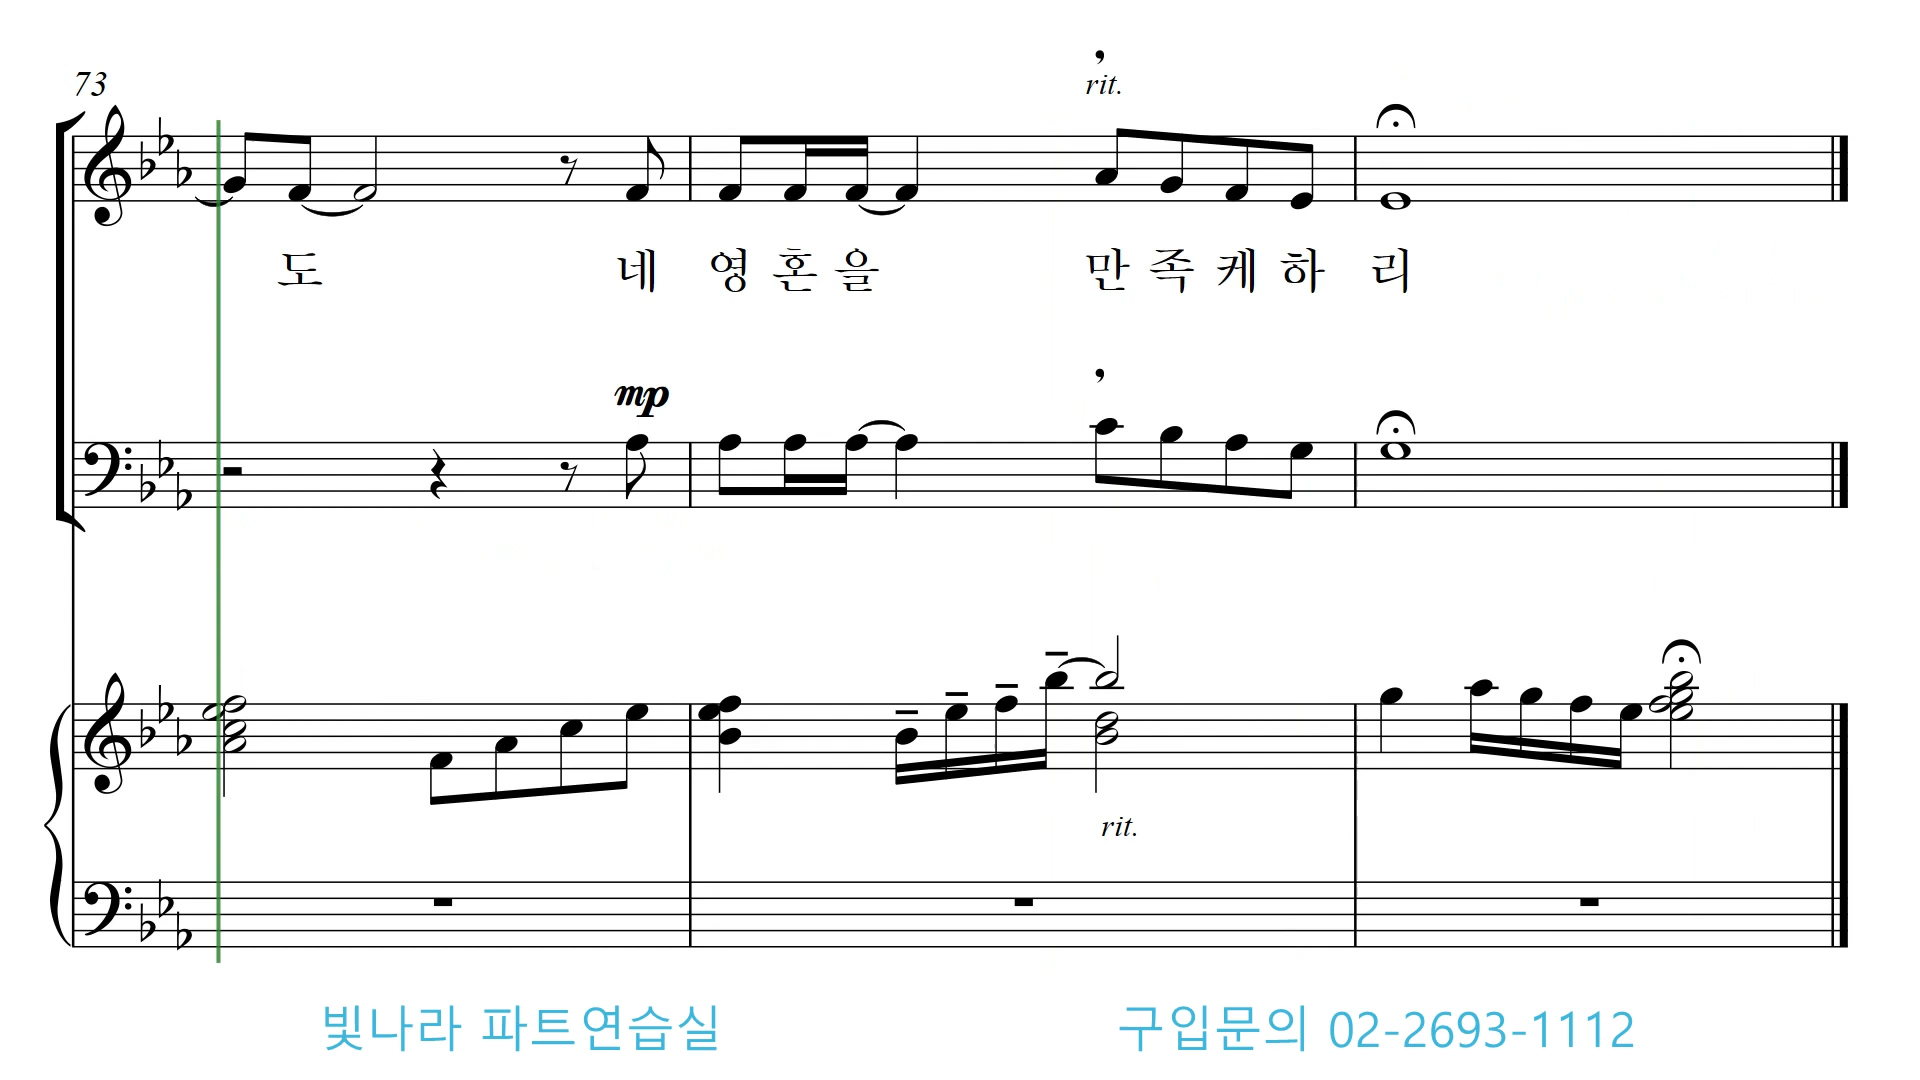 73
rit.
도 네 영 혼 을 만 족 케 하 리
mp
rit.
빛나라 파트연습실 구입문의 02-2693-1112